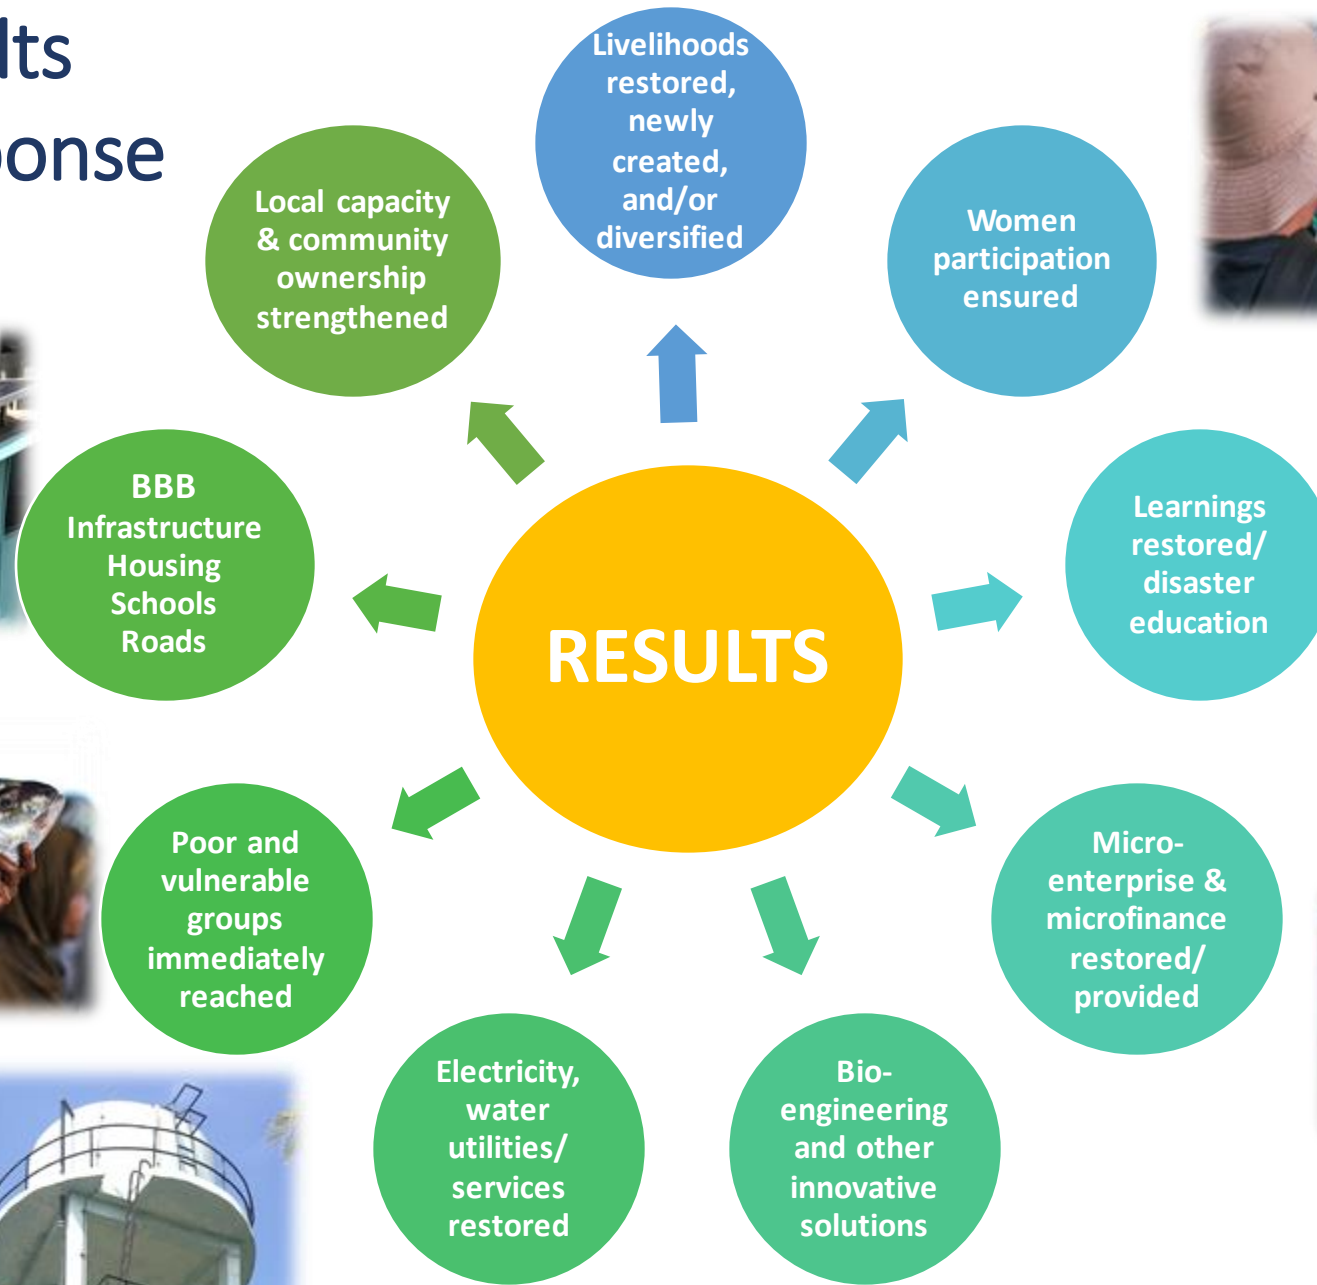 lts
ponse
Livelihoods
restored,
newly
created,
and/or
diversified
Women
participation
ensured
Learnings
restored/
disaster
education
Micro-
enterprise &
microfinance
restored/
provided
Bio-
engineering
and other
innovative
solutions
Electricity,
water
utilities/
services
restored
Poor and
vulnerable
groups
immediately
reached
BBB
Infrastructure
Housing
Schools
Roads
Local capacity
& community
ownership
strengthened
RESULTS